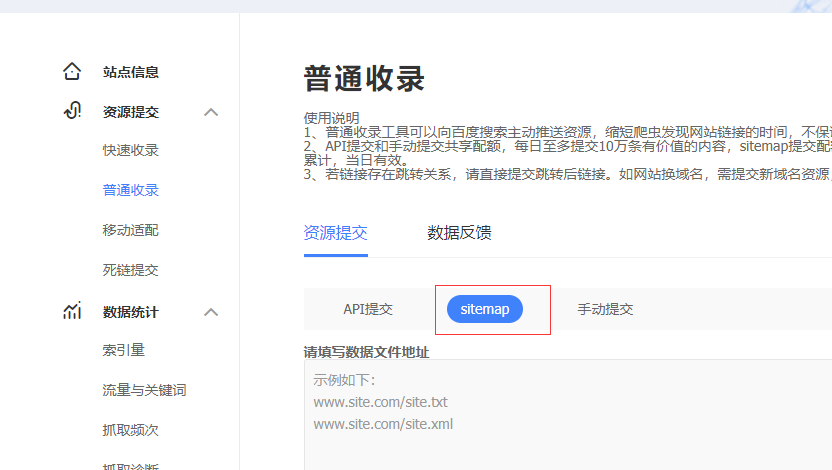 站点信息
资源提交
快速收录
普通收录
移动适配
死链提交
数据统计
索引量
流量与关键词
抓取频次
抓取诊断
普通收录
使用说明
1、普通收录工具可以向百度搜索主动推送资源，缩短爬虫发现网站链接的时间，不保
2、API提交和手动提交共享配额，每日至多提交10万条有价值的内容，sitemap提交配
累计，当日有效。
3、若链接存在跳转关系，请直接提交跳转后链接。如网站换域名，需提交新域名资源，
资源提交 数据反馈
API提交 sitemap 手动提交
请填写数据文件地址
示例如下：
www.site.com/site.txt
www.site.com/site.xml